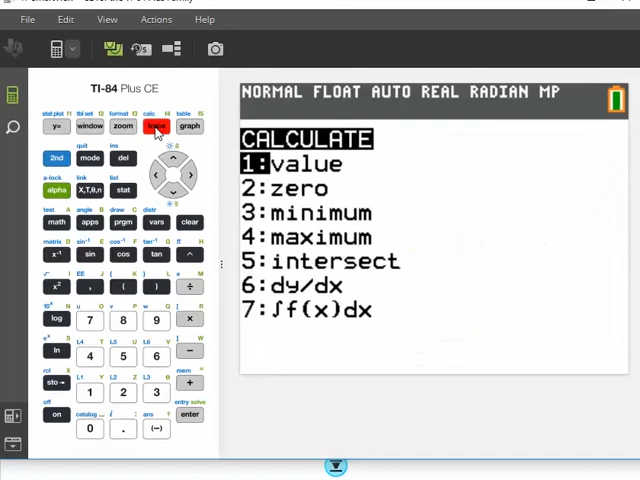 File Edit View Actions Help
TI-84 Plus CE
NORMAL FLOAT AUTO REAL RADIAN MP
CALCULATE
1:value
2:zero
3:minimum
4:maximum
5:intersect
6:dy/dx
7:∫f(x)dx
stat plot f1 tbl set f2 format f3 calc f4 table f5
y= window zoom trace graph
quit ins
2nd mode del
a-lock link list
alpha X,T,θ,n stat
test A angle B draw C distr
math apps prgm vars clear
matrix D sin⁻¹ E cos⁻¹ F tan⁻¹ G π H
x⁻¹ sin cos tan ^
√ I EE J { K } L e M
x² , ( ) ÷
10ˣ N u O v P w Q [ R
log 7 8 9 ×
eˣ S L4 T L5 U L6 V ] W
ln 4 5 6 −
rcl X L1 Y L2 Z L3 θ mem "
sto→ 1 2 3 +
off catalog i : ans ? entry solve
on 0 . (−) enter